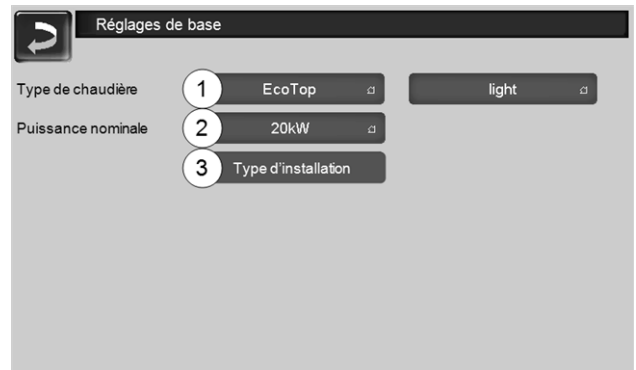 Réglages de base
Type de chaudière 1 EcoTop light
Puissance nominale 2 20kW
3 Type d'installation